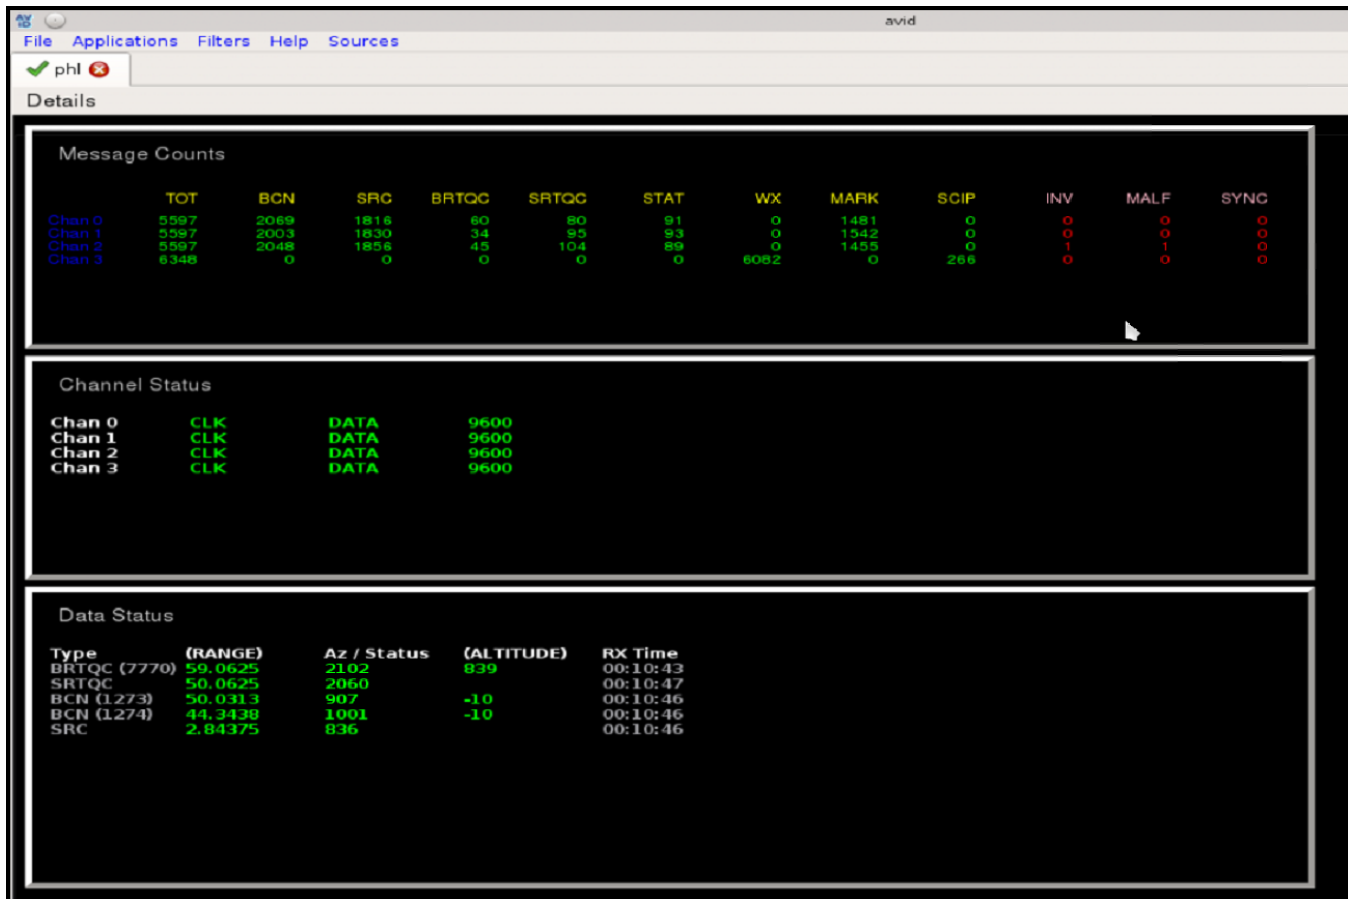 AV ID avid
File Applications Filters Help Sources
phl
Details
Message Counts
TOT BCN SRC BRTQC SRTQC STAT WX MARK SCIP INV MALF SYNC
Chan 0 5597 2069 1816 60 80 91 0 1481 0 0 0 0
Chan 1 5597 2003 1830 34 95 93 0 1542 0 0 0 0
Chan 2 5597 2048 1856 45 104 89 0 1455 0 1 1 0
Chan 3 6348 0 0 0 0 0 6082 0 266 0 0 0
Channel Status
Chan 0 CLK DATA 9600
Chan 1 CLK DATA 9600
Chan 2 CLK DATA 9600
Chan 3 CLK DATA 9600
Data Status
Type (RANGE) Az / Status (ALTITUDE) RX Time
BRTQC (7770) 59.0625 2102 839 00:10:43
SRTQC 50.0625 2060 00:10:47
BCN (1273) 50.0313 907 -10 00:10:46
BCN (1274) 44.3438 1001 -10 00:10:46
SRC 2.84375 836 00:10:46